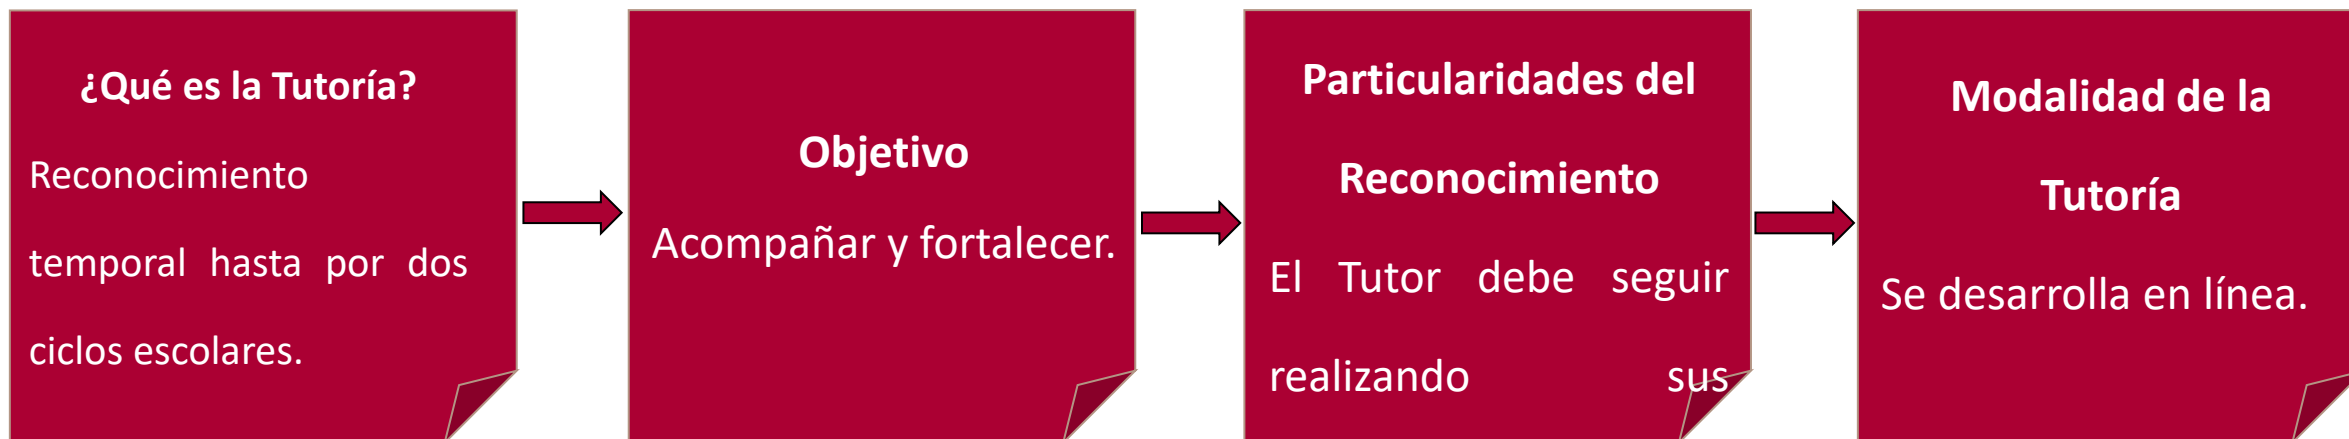 ¿Qué es la Tutoría?
Reconocimiento
temporal hasta por dos
ciclos escolares.
Objetivo
Acompañar y fortalecer.
Particularidades del
Reconocimiento
El Tutor debe seguir
realizando sus
Modalidad de la
Tutoría
Se desarrolla en línea.